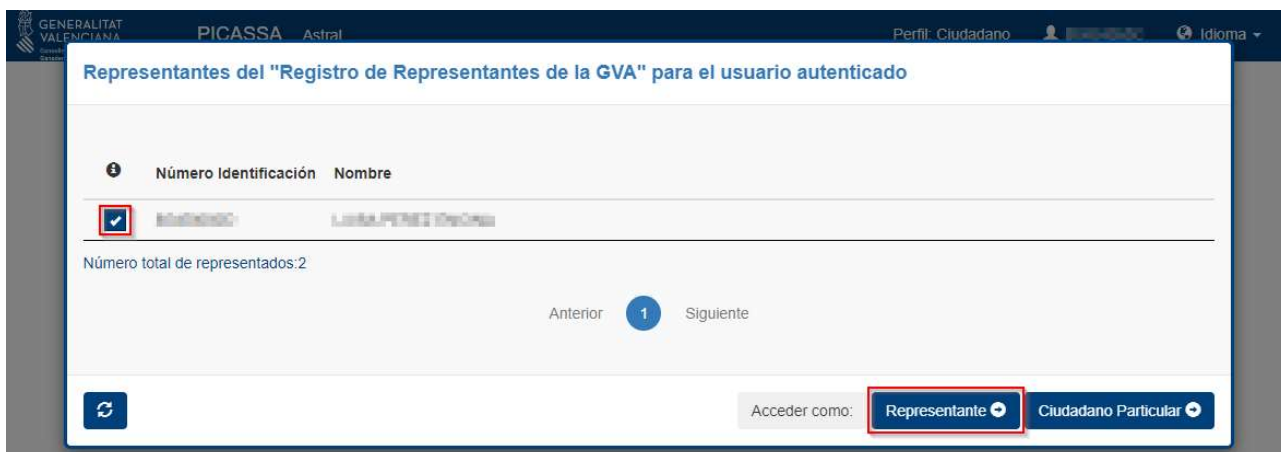 GENERALITAT
VALENCIANA
PICASSA Astral
Perfil: Ciudadano
Idioma
Representantes del "Registro de Representantes de la GVA" para el usuario autenticado
Número Identificación Nombre
Número total de representados:2
Anterior 1 Siguiente
Acceder como: Representante Ciudadano Particular